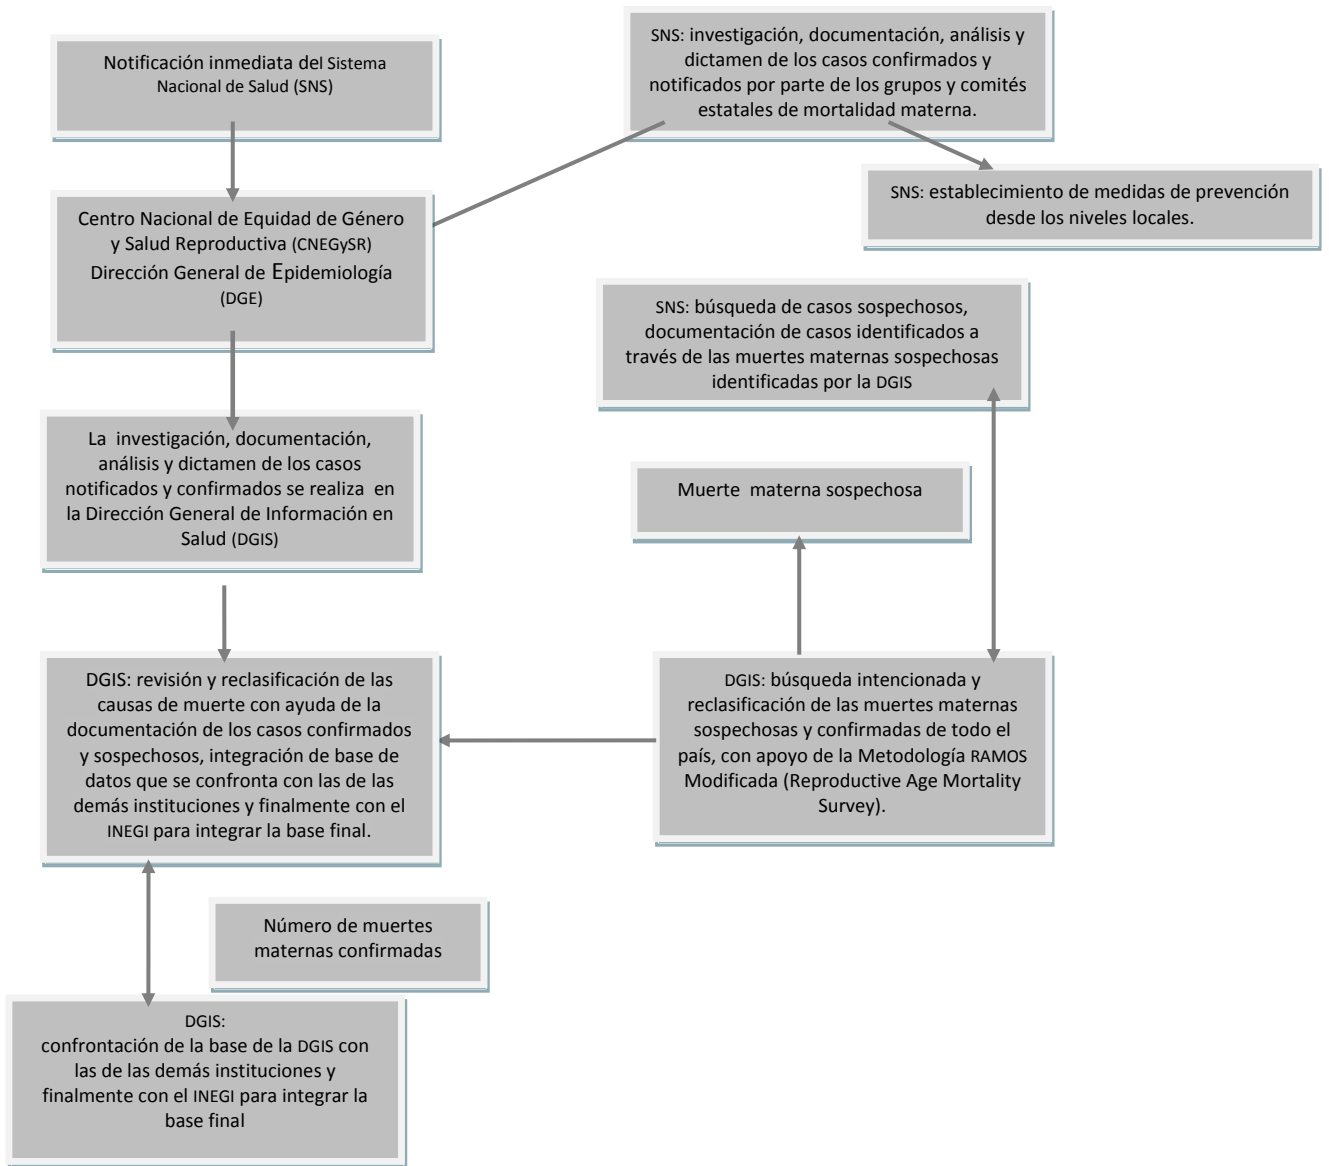 Notificación inmediata del Sistema
Nacional de Salud (SNS)
SNS: investigación, documentación, análisis y
dictamen de los casos confirmados y
notificados por parte de los grupos y comités
estatales de mortalidad materna.
SNS: establecimiento de medidas de prevención
desde los niveles locales.
Centro Nacional de Equidad de Género
y Salud Reproductiva (CNEGySR)
Dirección General de Epidemiología
(DGE)
SNS: búsqueda de casos sospechosos,
documentación de casos identificados a
través de las muertes maternas sospechosas
identificadas por la DGIS
La investigación, documentación,
análisis y dictamen de los casos
notificados y confirmados se realiza en
la Dirección General de Información en
Salud (DGIS)
Muerte materna sospechosa
DGIS: revisión y reclasificación de las
causas de muerte con ayuda de la
documentación de los casos confirmados
y sospechosos, integración de base de
datos que se confronta con las de las
demás instituciones y finalmente con el
INEGI para integrar la base final.
DGIS: búsqueda intencionada y
reclasificación de las muertes maternas
sospechosas y confirmadas de todo el
país, con apoyo de la Metodología RAMOS
Modificada (Reproductive Age Mortality
Survey).
Número de muertes
maternas confirmadas
DGIS:
confrontación de la base de la DGIS con
las de las demás instituciones y
finalmente con el INEGI para integrar la
base final